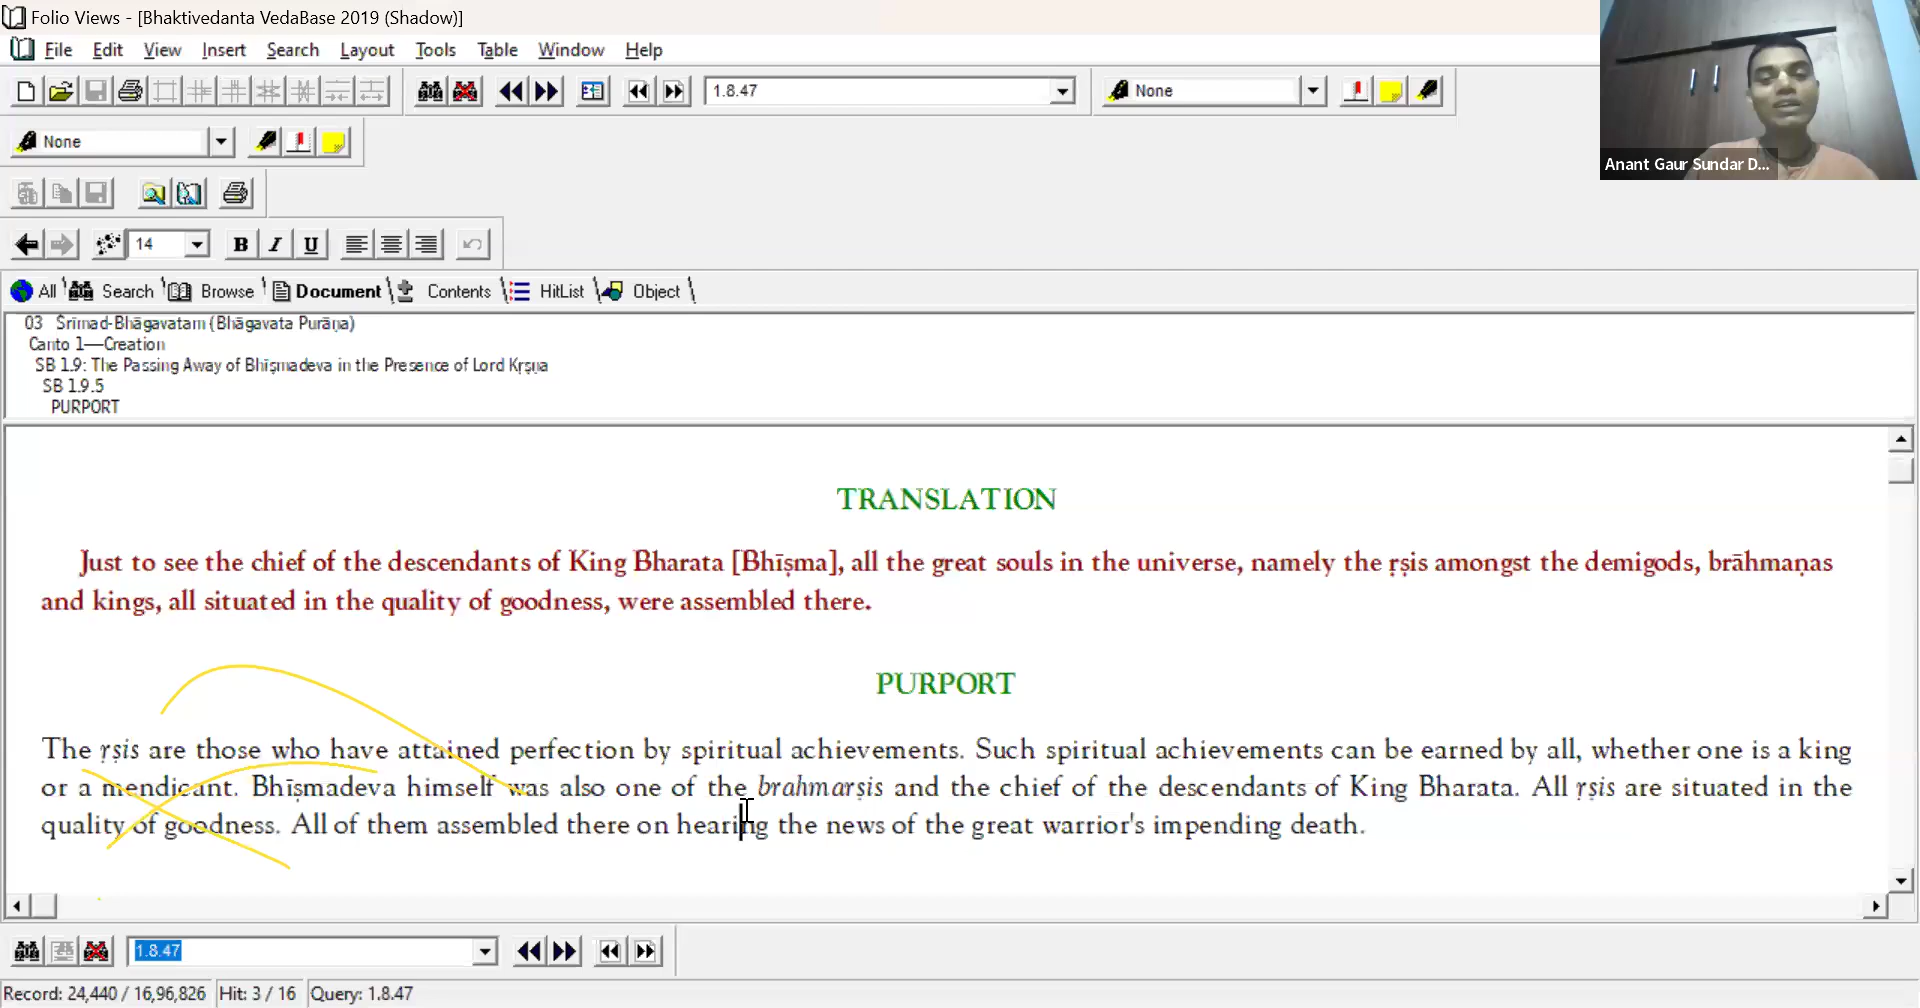 Folio Views - [Bhaktivedanta VedaBase 2019 (Shadow)]
File Edit View Insert Search Layout Tools Table Window Help
1.8.47 None
None
Anant Gaur Sundar D...
14 B I U
All Search Browse Document Contents HitList Object
03 Śrīmad-Bhāgavatam (Bhāgavata Purāṇa)
Canto 1—Creation
SB 1.9: The Passing Away of Bhīṣmadeva in the Presence of Lord Kṛṣṇa
SB 1.9.5
PURPORT
TRANSLATION
Just to see the chief of the descendants of King Bharata [Bhīṣma], all the great souls in the universe, namely the ṛṣis amongst the demigods, brāhmaṇas
and kings, all situated in the quality of goodness, were assembled there.
PURPORT
The ṛṣis are those who have attained perfection by spiritual achievements. Such spiritual achievements can be earned by all, whether one is a king
or a mendicant. Bhīṣmadeva himself was also one of the brahmarṣis and the chief of the descendants of King Bharata. All ṛṣis are situated in the
quality of goodness. All of them assembled there on hearing the news of the great warrior's impending death.
1.8.47
Record: 24,440 / 16,96,826 Hit: 3 / 16 Query: 1.8.47